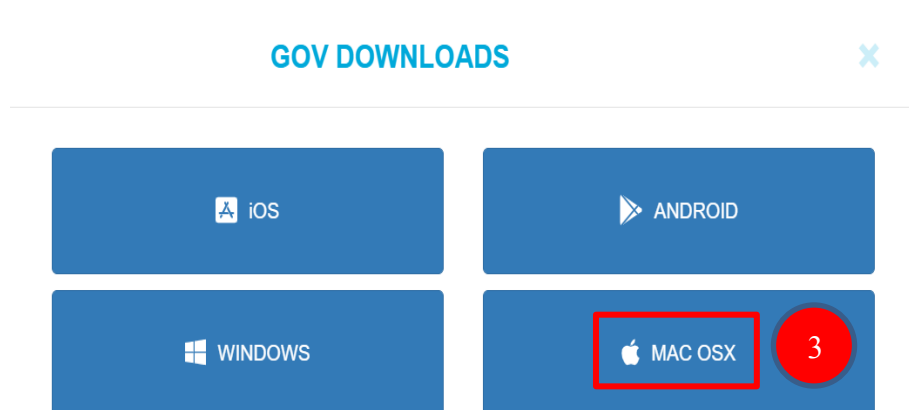 GOV DOWNLOADS
iOS
ANDROID
WINDOWS
MAC OSX
3